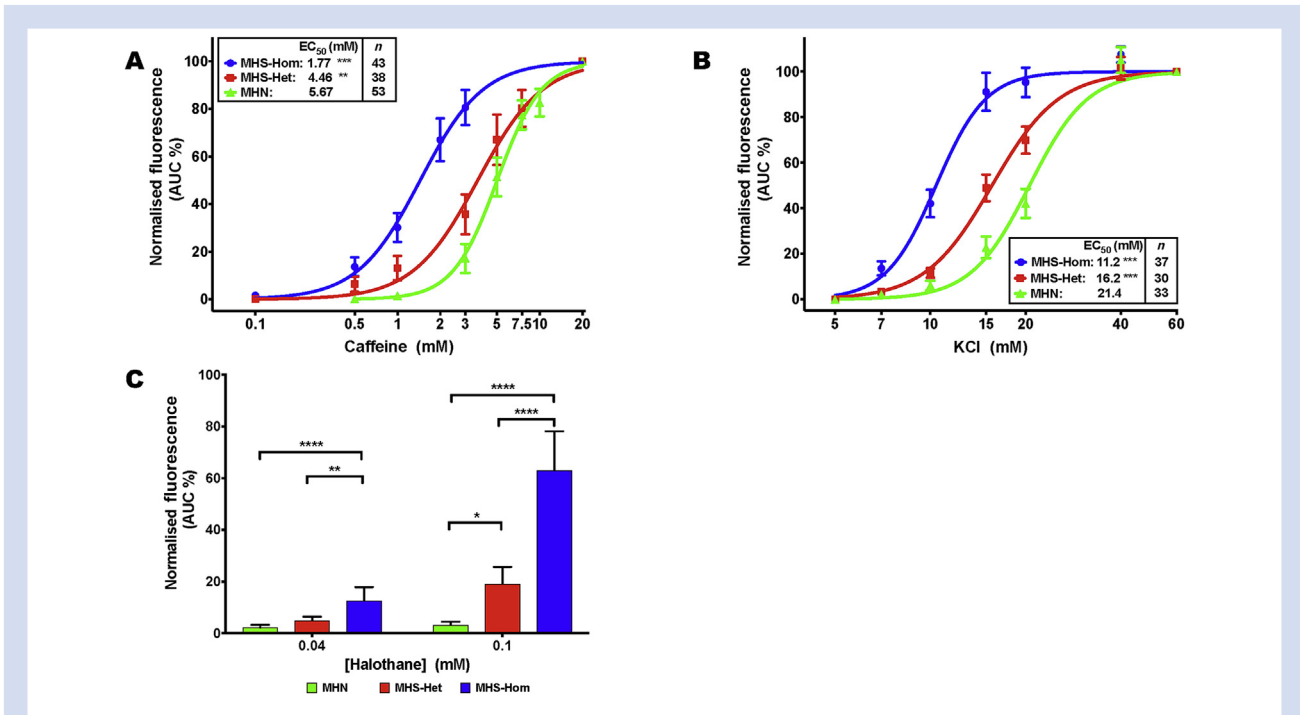 A
EC50 (mM) n
MHS-Hom: 1.77 *** 43
MHS-Het: 4.46 ** 38
MHN: 5.67 53
Normalised fluorescence
(AUC %)
100
80
60
40
20
0
0.1 0.5 1 2 3 5 7.5 10 20
Caffeine (mM)
B
Normalised fluorescence
(AUC %)
100
80
60
40
20
0
EC50 (mM) n
MHS-Hom: 11.2 *** 37
MHS-Het: 16.2 *** 30
MHN: 21.4 33
5 7 10 15 20 40 60
KCl (mM)
C
Normalised fluorescence
(AUC %)
100
80
60
40
20
0
**** ****
**** **
* 
0.04 0.1
[Halothane] (mM)
MHN MHS-Het MHS-Hom